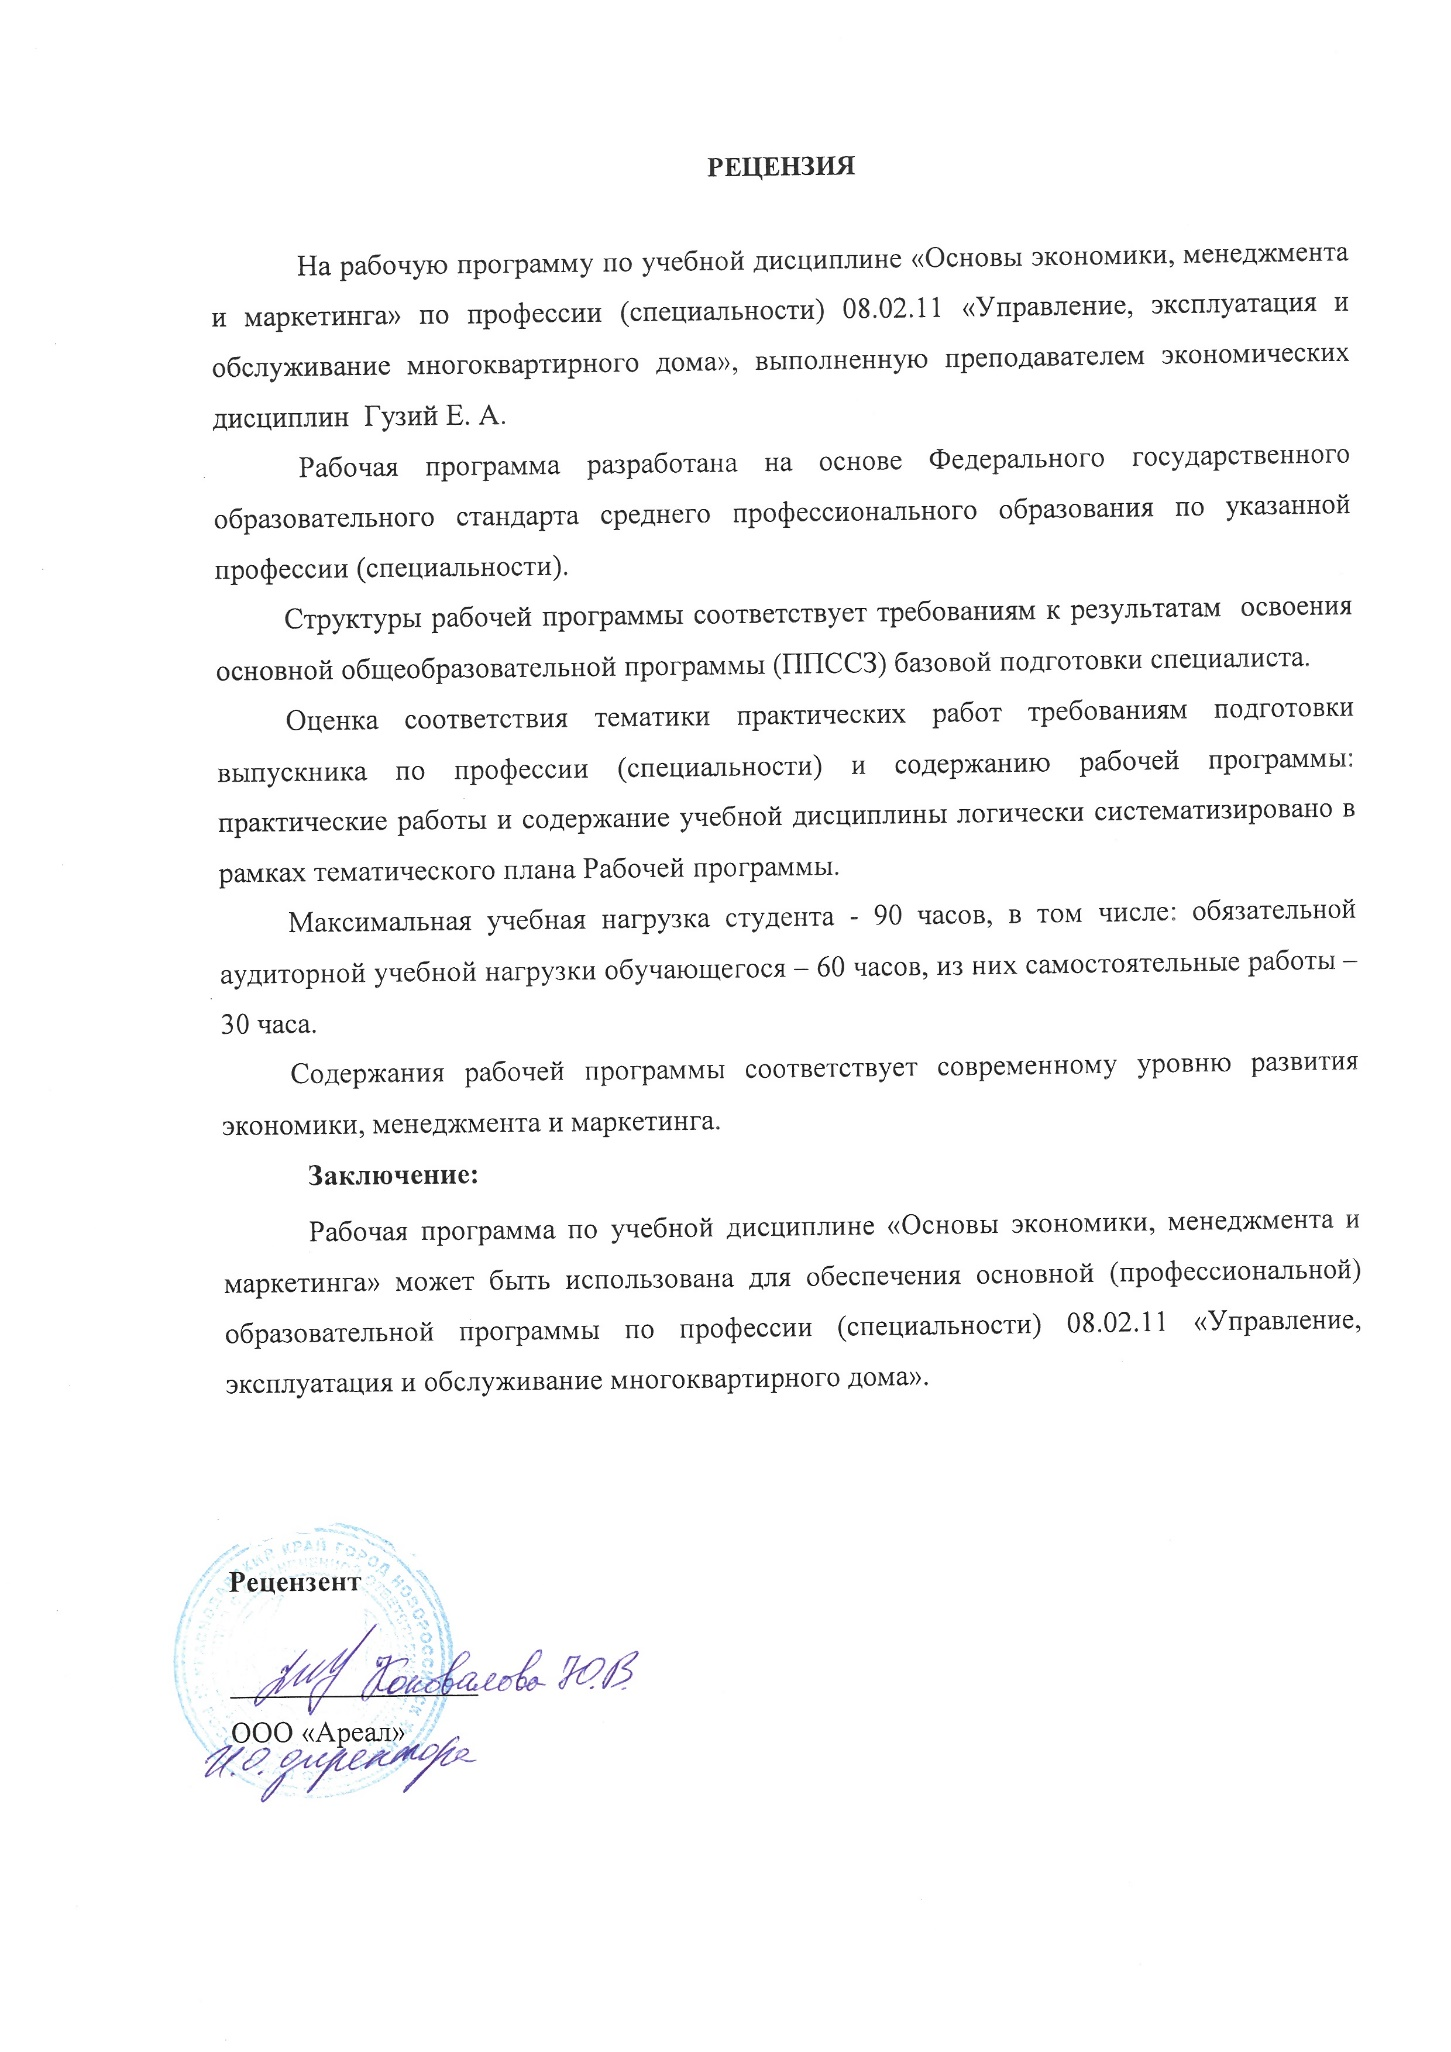 РЕЦЕНЗИЯ
На рабочую программу по учебной дисциплине «Основы экономики, менеджмента
и маркетинга» по профессии (специальности) 08.02.11 «Управление, эксплуатация и
обслуживание многоквартирного дома», выполненную преподавателем экономических
дисциплин Гузий Е. А.
Рабочая программа разработана на основе Федерального государственного
образовательного стандарта среднего профессионального образования по указанной
профессии (специальности).
Структуры рабочей программы соответствует требованиям к результатам освоения
основной общеобразовательной программы (ППССЗ) базовой подготовки специалиста.
Оценка соответствия тематики практических работ требованиям подготовки
выпускника по профессии (специальности) и содержанию рабочей программы:
практические работы и содержание учебной дисциплины логически систематизировано в
рамках тематического плана Рабочей программы.
Максимальная учебная нагрузка студента - 90 часов, в том числе: обязательной
аудиторной учебной нагрузки обучающегося – 60 часов, из них самостоятельные работы –
30 часа.
Содержания рабочей программы соответствует современному уровню развития
экономики, менеджмента и маркетинга.
Заключение:
Рабочая программа по учебной дисциплине «Основы экономики, менеджмента и
маркетинга» может быть использована для обеспечения основной (профессиональной)
образовательной программы по профессии (специальности) 08.02.11 «Управление,
эксплуатация и обслуживание многоквартирного дома».
КРАЙ ГОРОД НОВОРОССИЙСК
Рецензент
Коновалова Ю.В.
ООО «Ареал»
И.О. директора